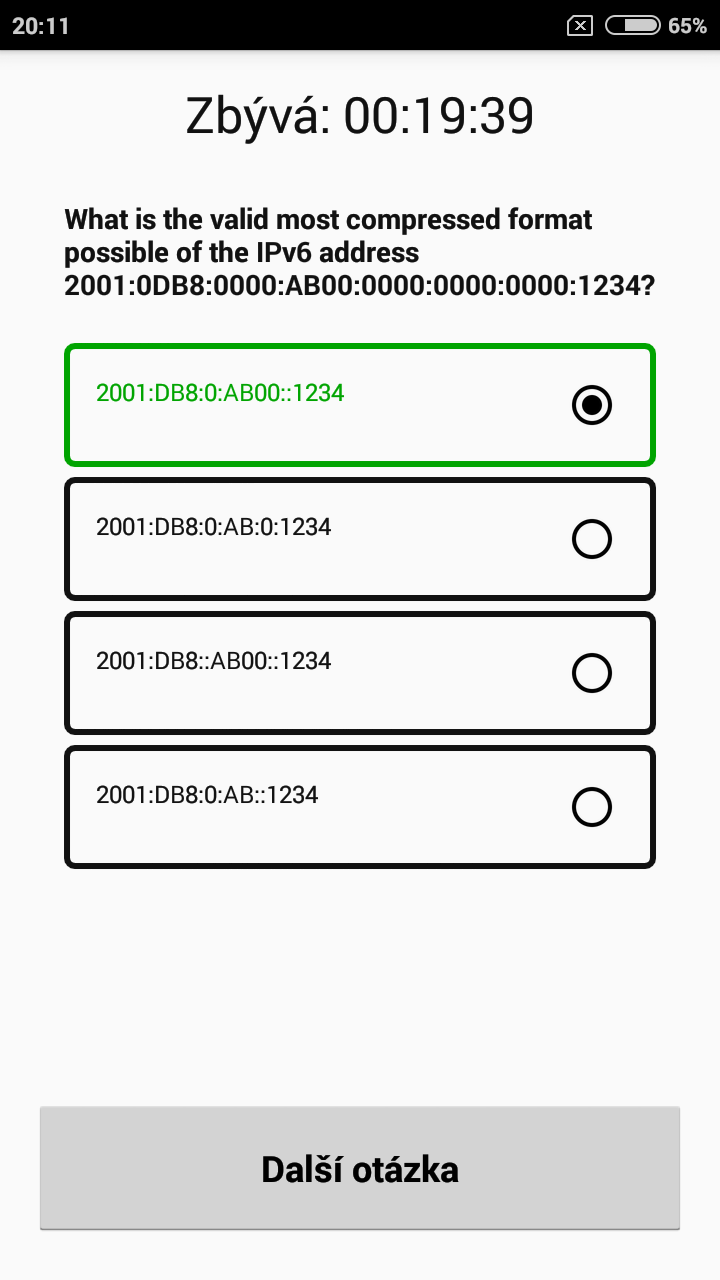 20:11
65%
Zbývá: 00:19:39
What is the valid most compressed format
possible of the IPv6 address
2001:0DB8:0000:AB00:0000:0000:0000:1234?
2001:DB8:0:AB00::1234
2001:DB8:0:AB:0:1234
2001:DB8::AB00::1234
2001:DB8:0:AB::1234
Další otázka